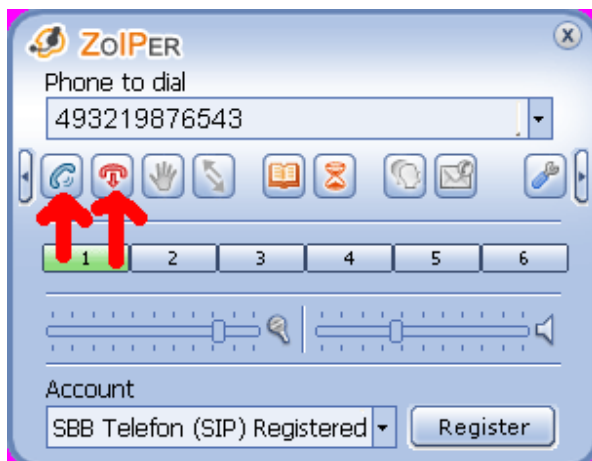 ZoIPER
Phone to dial
493219876543
1 2 3 4 5 6
Account
SBB Telefon (SIP) Registered Register